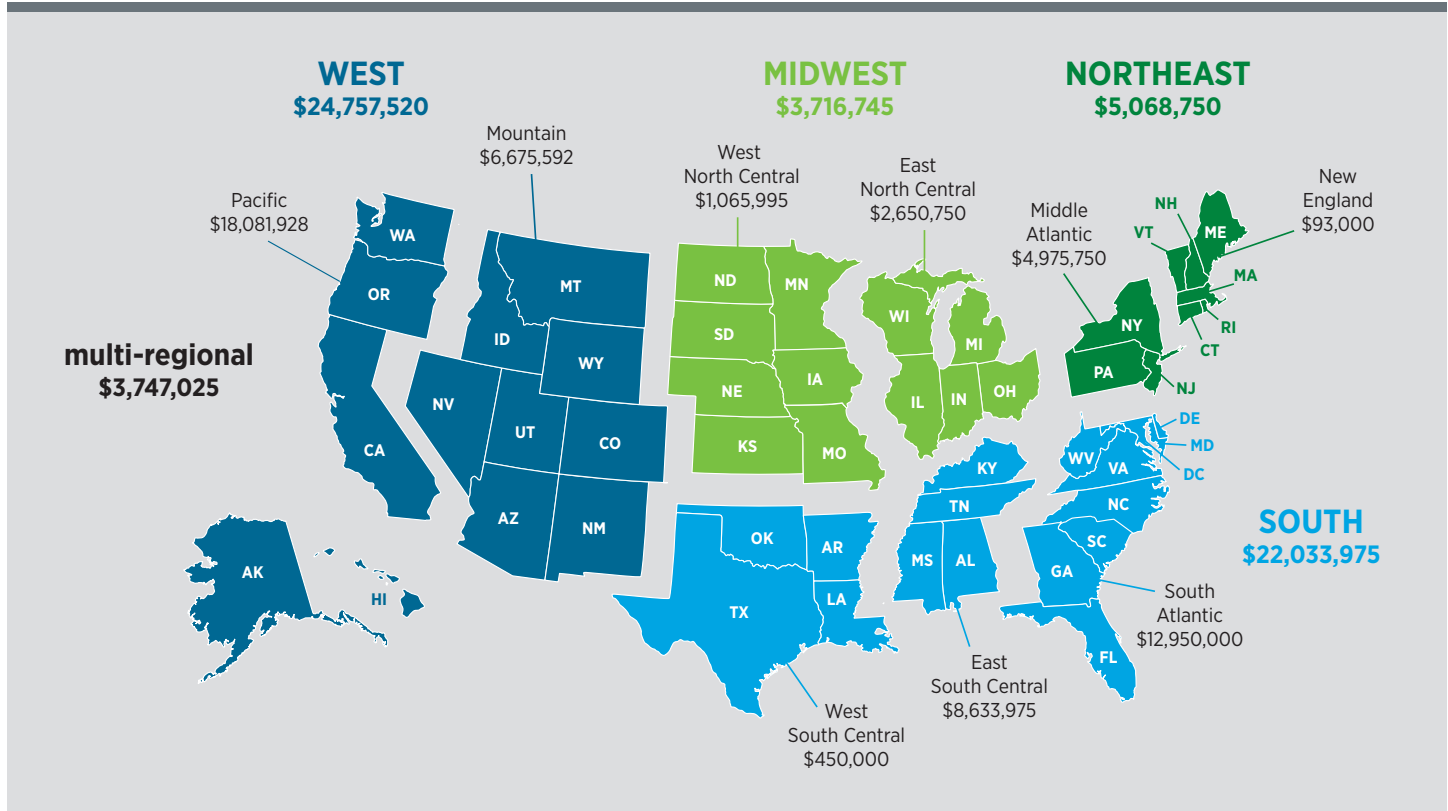 WEST
$24,757,520
MIDWEST
$3,716,745
NORTHEAST
$5,068,750
Mountain
$6,675,592
Pacific
$18,081,928
West
North Central
$1,065,995
East
North Central
$2,650,750
Middle
Atlantic
$4,975,750
New
England
$93,000
multi-regional
$3,747,025
WA
OR
CA
MT
ID
WY
NV
UT
CO
AZ
NM
AK
HI
ND
MN
SD
NE
IA
KS
MO
WI
MI
IL
IN
OH
NH
VT
ME
MA
RI
CT
NY
PA
NJ
DE
MD
DC
WV
VA
KY
TN
NC
SC
GA
FL
MS
AL
OK
AR
TX
LA
SOUTH
$22,033,975
South
Atlantic
$12,950,000
East
South Central
$8,633,975
West
South Central
$450,000